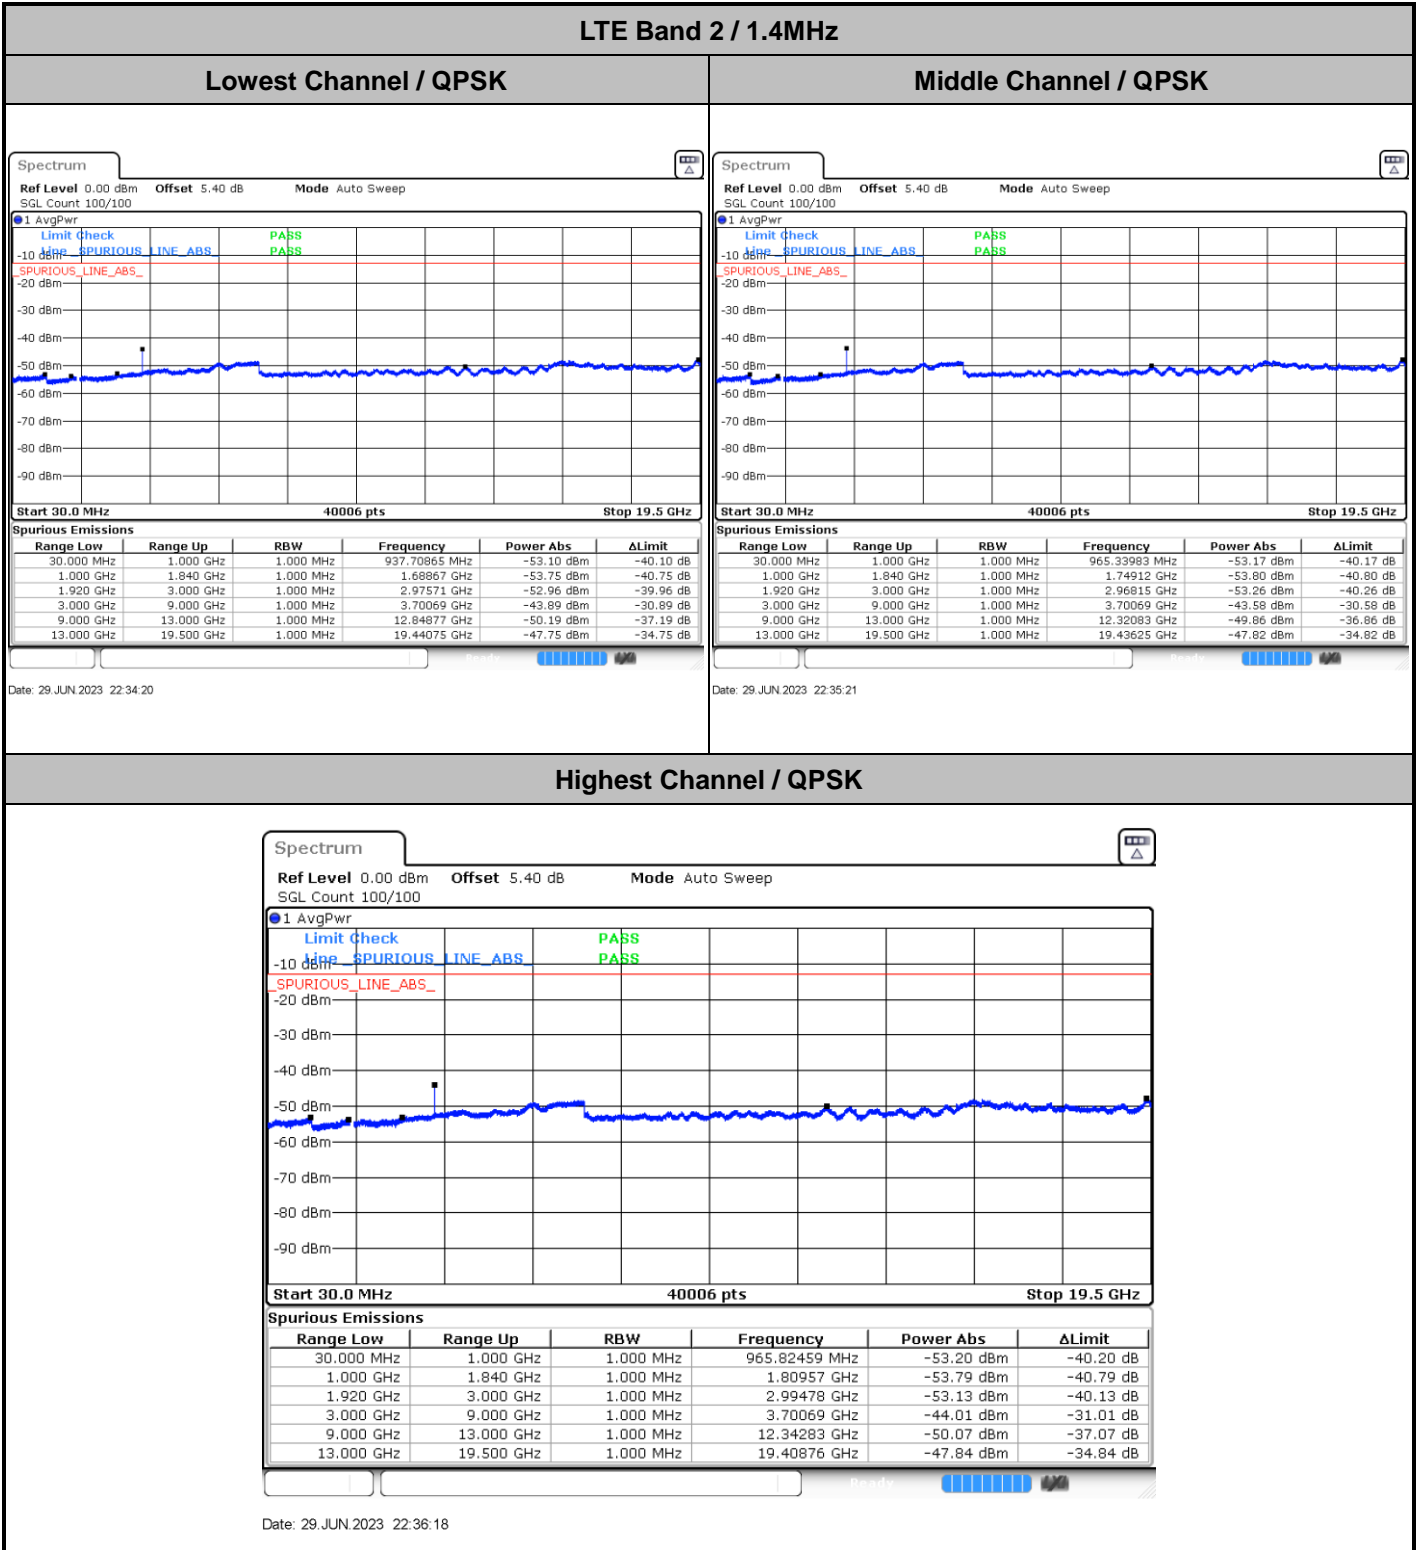 LTE Band 2 / 1.4MHz
Lowest Channel / QPSK
Middle Channel / QPSK
Spectrum
Ref Level 0.00 dBm Offset 5.40 dB Mode Auto Sweep
SGL Count 100/100
1 AvgPwr
Limit Check PASS
Line _SPURIOUS_LINE_ABS_ PASS
-10 dBm
_SPURIOUS_LINE_ABS_
-20 dBm
-30 dBm
-40 dBm
-50 dBm
-60 dBm
-70 dBm
-80 dBm
-90 dBm
Start 30.0 MHz 40006 pts Stop 19.5 GHz
Spurious Emissions
Range Low Range Up RBW Frequency Power Abs ΔLimit
30.000 MHz 1.000 GHz 1.000 MHz 937.70865 MHz -53.10 dBm -40.10 dB
1.000 GHz 1.840 GHz 1.000 MHz 1.68867 GHz -53.75 dBm -40.75 dB
1.920 GHz 3.000 GHz 1.000 MHz 2.97571 GHz -52.96 dBm -39.96 dB
3.000 GHz 9.000 GHz 1.000 MHz 3.70069 GHz -43.89 dBm -30.89 dB
9.000 GHz 13.000 GHz 1.000 MHz 12.84877 GHz -50.19 dBm -37.19 dB
13.000 GHz 19.500 GHz 1.000 MHz 19.44075 GHz -47.75 dBm -34.75 dB
Ready
Date: 29.JUN.2023 22:34:20
Spectrum
Ref Level 0.00 dBm Offset 5.40 dB Mode Auto Sweep
SGL Count 100/100
1 AvgPwr
Limit Check PASS
Line _SPURIOUS_LINE_ABS_ PASS
-10 dBm
_SPURIOUS_LINE_ABS_
-20 dBm
-30 dBm
-40 dBm
-50 dBm
-60 dBm
-70 dBm
-80 dBm
-90 dBm
Start 30.0 MHz 40006 pts Stop 19.5 GHz
Spurious Emissions
Range Low Range Up RBW Frequency Power Abs ΔLimit
30.000 MHz 1.000 GHz 1.000 MHz 965.33983 MHz -53.17 dBm -40.17 dB
1.000 GHz 1.840 GHz 1.000 MHz 1.74912 GHz -53.80 dBm -40.80 dB
1.920 GHz 3.000 GHz 1.000 MHz 2.96815 GHz -53.26 dBm -40.26 dB
3.000 GHz 9.000 GHz 1.000 MHz 3.70069 GHz -43.58 dBm -30.58 dB
9.000 GHz 13.000 GHz 1.000 MHz 12.32083 GHz -49.86 dBm -36.86 dB
13.000 GHz 19.500 GHz 1.000 MHz 19.43625 GHz -47.82 dBm -34.82 dB
Ready
Date: 29.JUN.2023 22:35:21
Highest Channel / QPSK
Spectrum
Ref Level 0.00 dBm Offset 5.40 dB Mode Auto Sweep
SGL Count 100/100
1 AvgPwr
Limit Check PASS
Line _SPURIOUS_LINE_ABS_ PASS
-10 dBm
_SPURIOUS_LINE_ABS_
-20 dBm
-30 dBm
-40 dBm
-50 dBm
-60 dBm
-70 dBm
-80 dBm
-90 dBm
Start 30.0 MHz 40006 pts Stop 19.5 GHz
Spurious Emissions
Range Low Range Up RBW Frequency Power Abs ΔLimit
30.000 MHz 1.000 GHz 1.000 MHz 965.82459 MHz -53.20 dBm -40.20 dB
1.000 GHz 1.840 GHz 1.000 MHz 1.80957 GHz -53.79 dBm -40.79 dB
1.920 GHz 3.000 GHz 1.000 MHz 2.99478 GHz -53.13 dBm -40.13 dB
3.000 GHz 9.000 GHz 1.000 MHz 3.70069 GHz -44.01 dBm -31.01 dB
9.000 GHz 13.000 GHz 1.000 MHz 12.34283 GHz -50.07 dBm -37.07 dB
13.000 GHz 19.500 GHz 1.000 MHz 19.40876 GHz -47.84 dBm -34.84 dB
Ready
Date: 29.JUN.2023 22:36:18